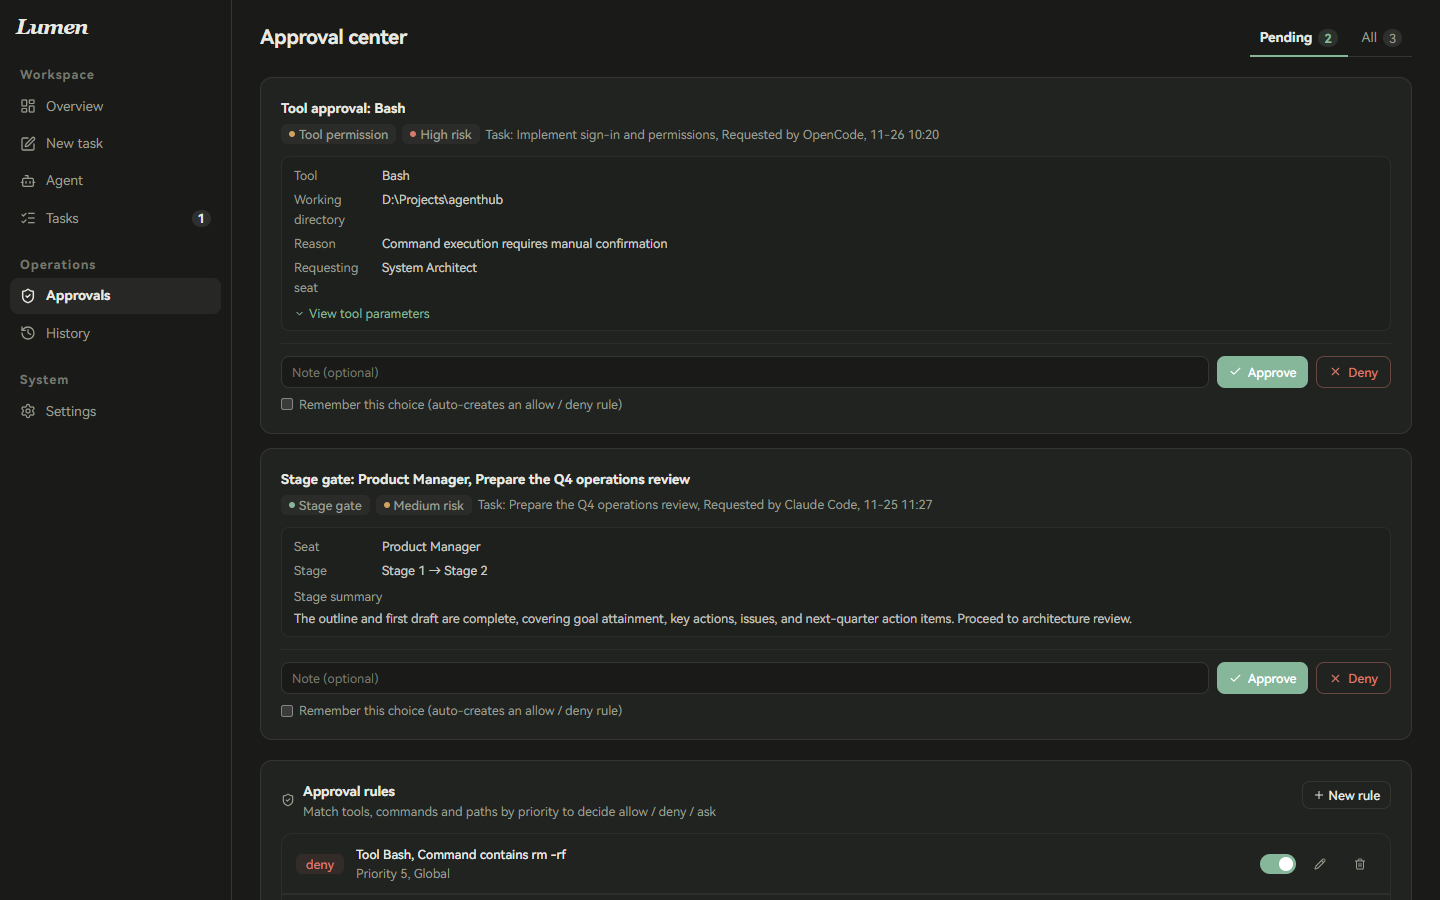 Lumen
Workspace
Overview
New task
Agent
Tasks
1
Operations
Approvals
History
System
Settings
Approval center
Pending 2
All 3
Tool approval: Bash
Tool permission
High risk
Task: Implement sign-in and permissions, Requested by OpenCode, 11-26 10:20
Tool
Bash
Working directory
D:\Projects\agenthub
Reason
Command execution requires manual confirmation
Requesting seat
System Architect
View tool parameters
Note (optional)
Approve
Deny
Remember this choice (auto-creates an allow / deny rule)
Stage gate: Product Manager, Prepare the Q4 operations review
Stage gate
Medium risk
Task: Prepare the Q4 operations review, Requested by Claude Code, 11-25 11:27
Seat
Product Manager
Stage
Stage 1 → Stage 2
Stage summary
The outline and first draft are complete, covering goal attainment, key actions, issues, and next-quarter action items. Proceed to architecture review.
Note (optional)
Approve
Deny
Remember this choice (auto-creates an allow / deny rule)
Approval rules
Match tools, commands and paths by priority to decide allow / deny / ask
+ New rule
deny
Tool Bash, Command contains rm -rf
Priority 5, Global